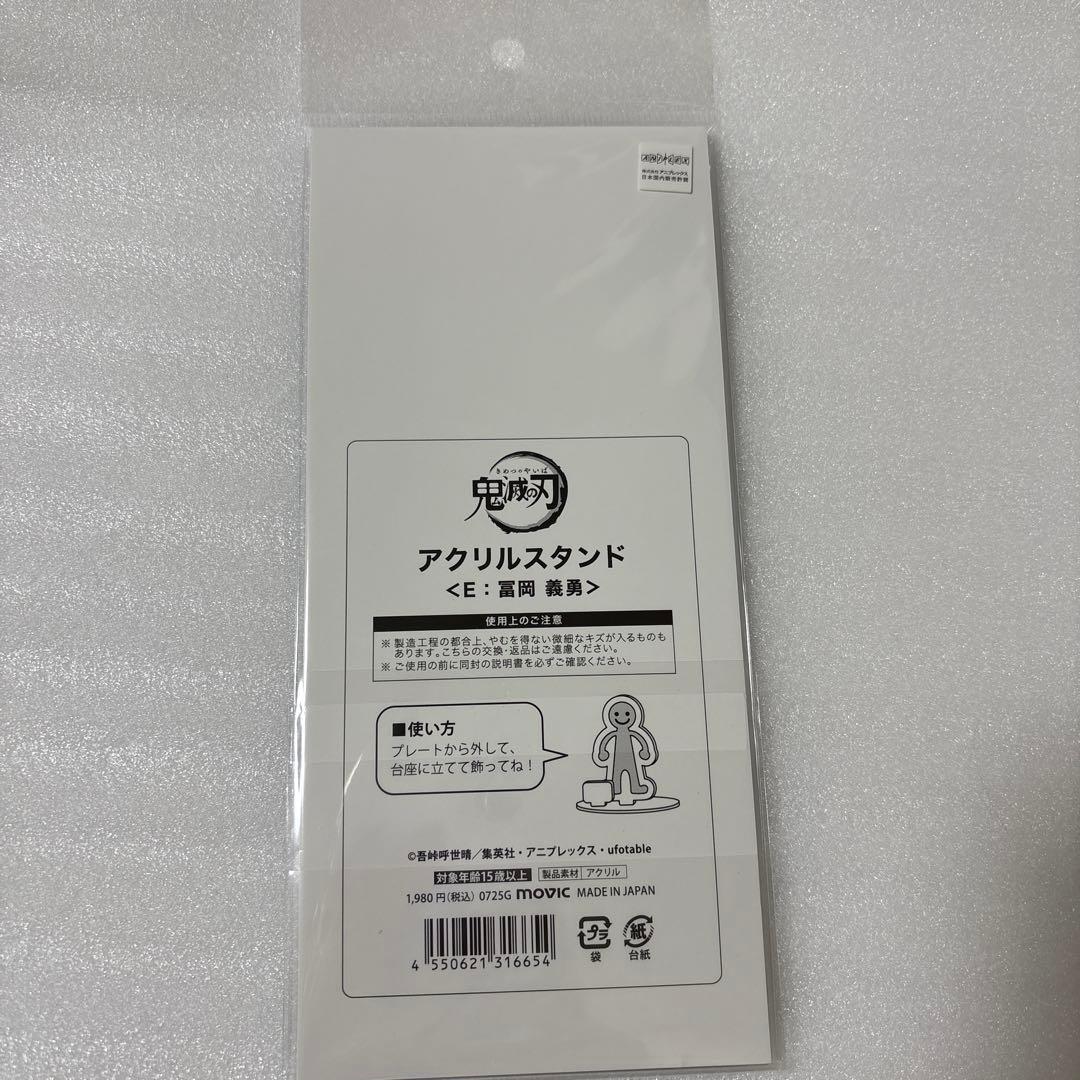 ANIPLEX
株式会社 アニプレックス
日本国内販売許諾
きめつのやいば
鬼滅の刃
アクリルスタンド
<E：冨岡 義勇>
使用上のご注意
※ 製造工程の都合上、やむを得ない微細なキズが入るものも
あります。こちらの交換・返品はご遠慮ください。
※ ご使用の前に同封の説明書を必ずご確認ください。
■使い方
プレートから外して、
台座に立てて飾ってね！
©吾峠呼世晴／集英社・アニプレックス・ufotable
対象年齢15歳以上 製品素材 アクリル
1,980円(税込) 0725G movic MADE IN JAPAN
4 550621 316654
プラ 紙
袋 台紙